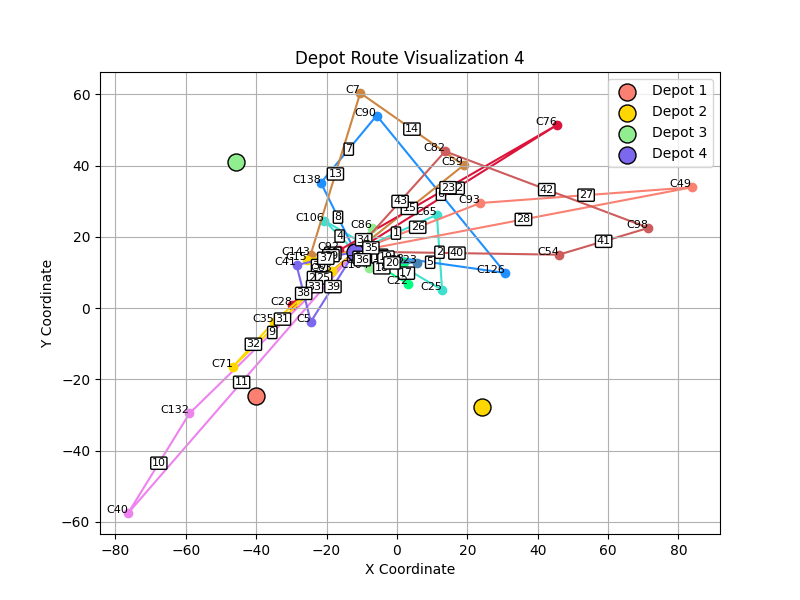 Depot Route Visualization 4
Depot 1
Depot 2
Depot 3
Depot 4
C7
C90
14
C76
C82
7
C59
13
C138
C49
23
42
27
C93
43
C65
C106
8
35
26
C98
C86
1
4
34
C143
2
40
41
C54
37
36
5
C41
20
17
C126
C22
C25
33
39
38
C28
C35
31
C5
9
32
C71
11
C132
10
C40
60
40
20
0
−20
−40
−60
Y Coordinate
−80
−60
−40
−20
0
20
40
60
80
X Coordinate